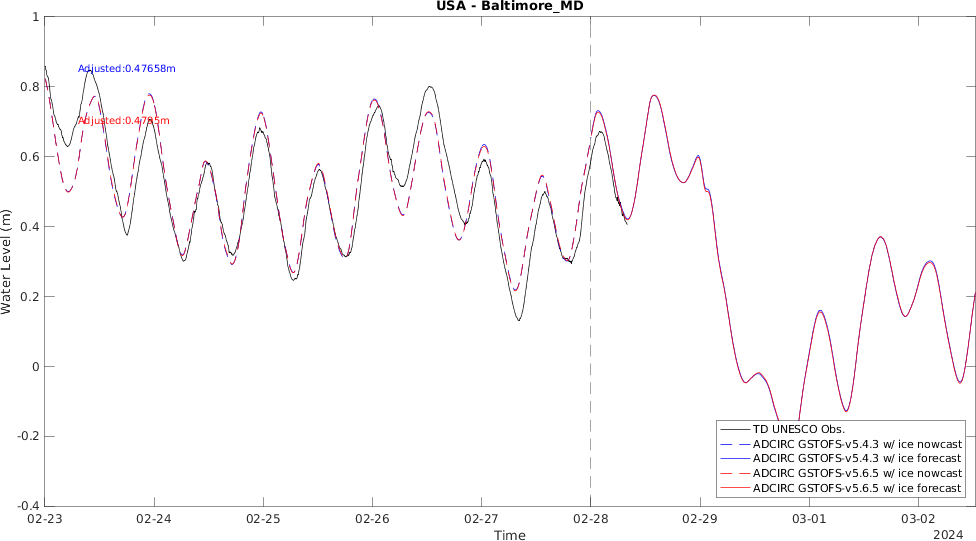 USA - Baltimore_MD
1
0.8
0.6
0.4
0.2
0
-0.2
-0.4
Water Level (m)
Adjusted:0.47658m
TD UNESCO Obs.
ADCIRC GSTOFS-v5.4.3 w/ ice nowcast
ADCIRC GSTOFS-v5.4.3 w/ ice forecast
ADCIRC GSTOFS-v5.6.5 w/ ice nowcast
ADCIRC GSTOFS-v5.6.5 w/ ice forecast
02-23 02-24 02-25 02-26 02-27 02-28 02-29 03-01 03-02
Time
2024